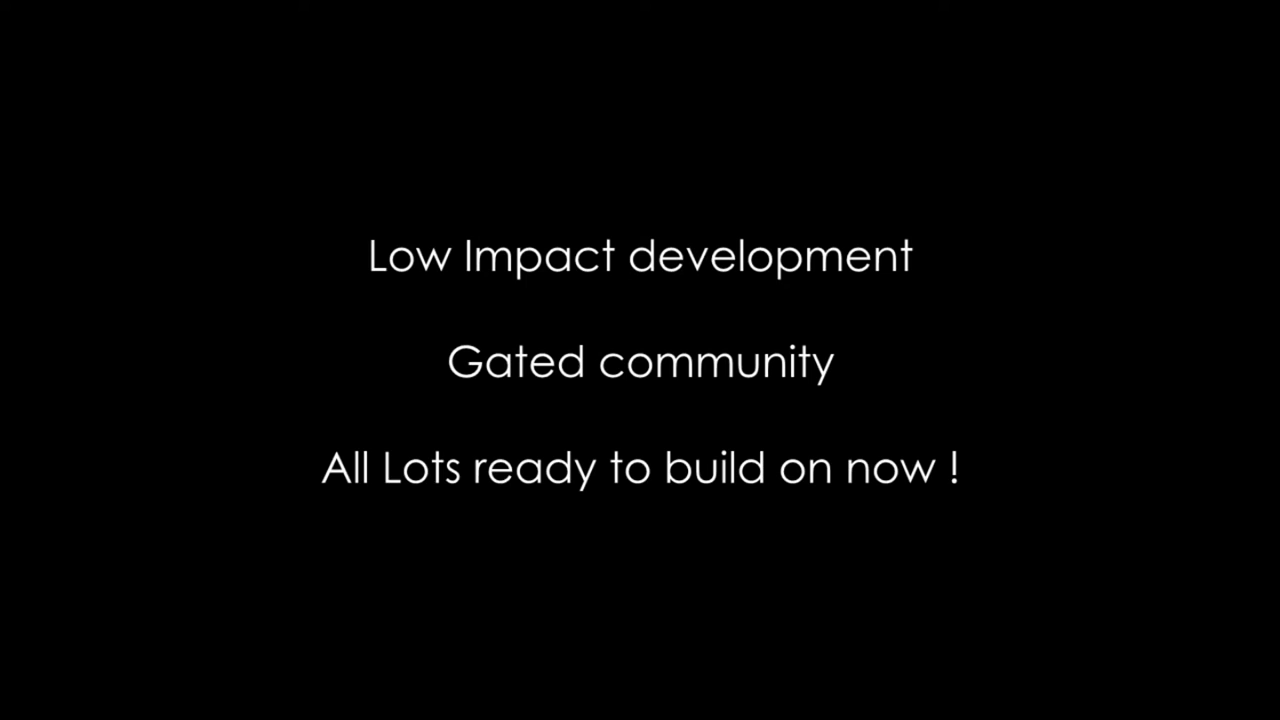 Low Impact development
Gated community
All Lots ready to build on now !